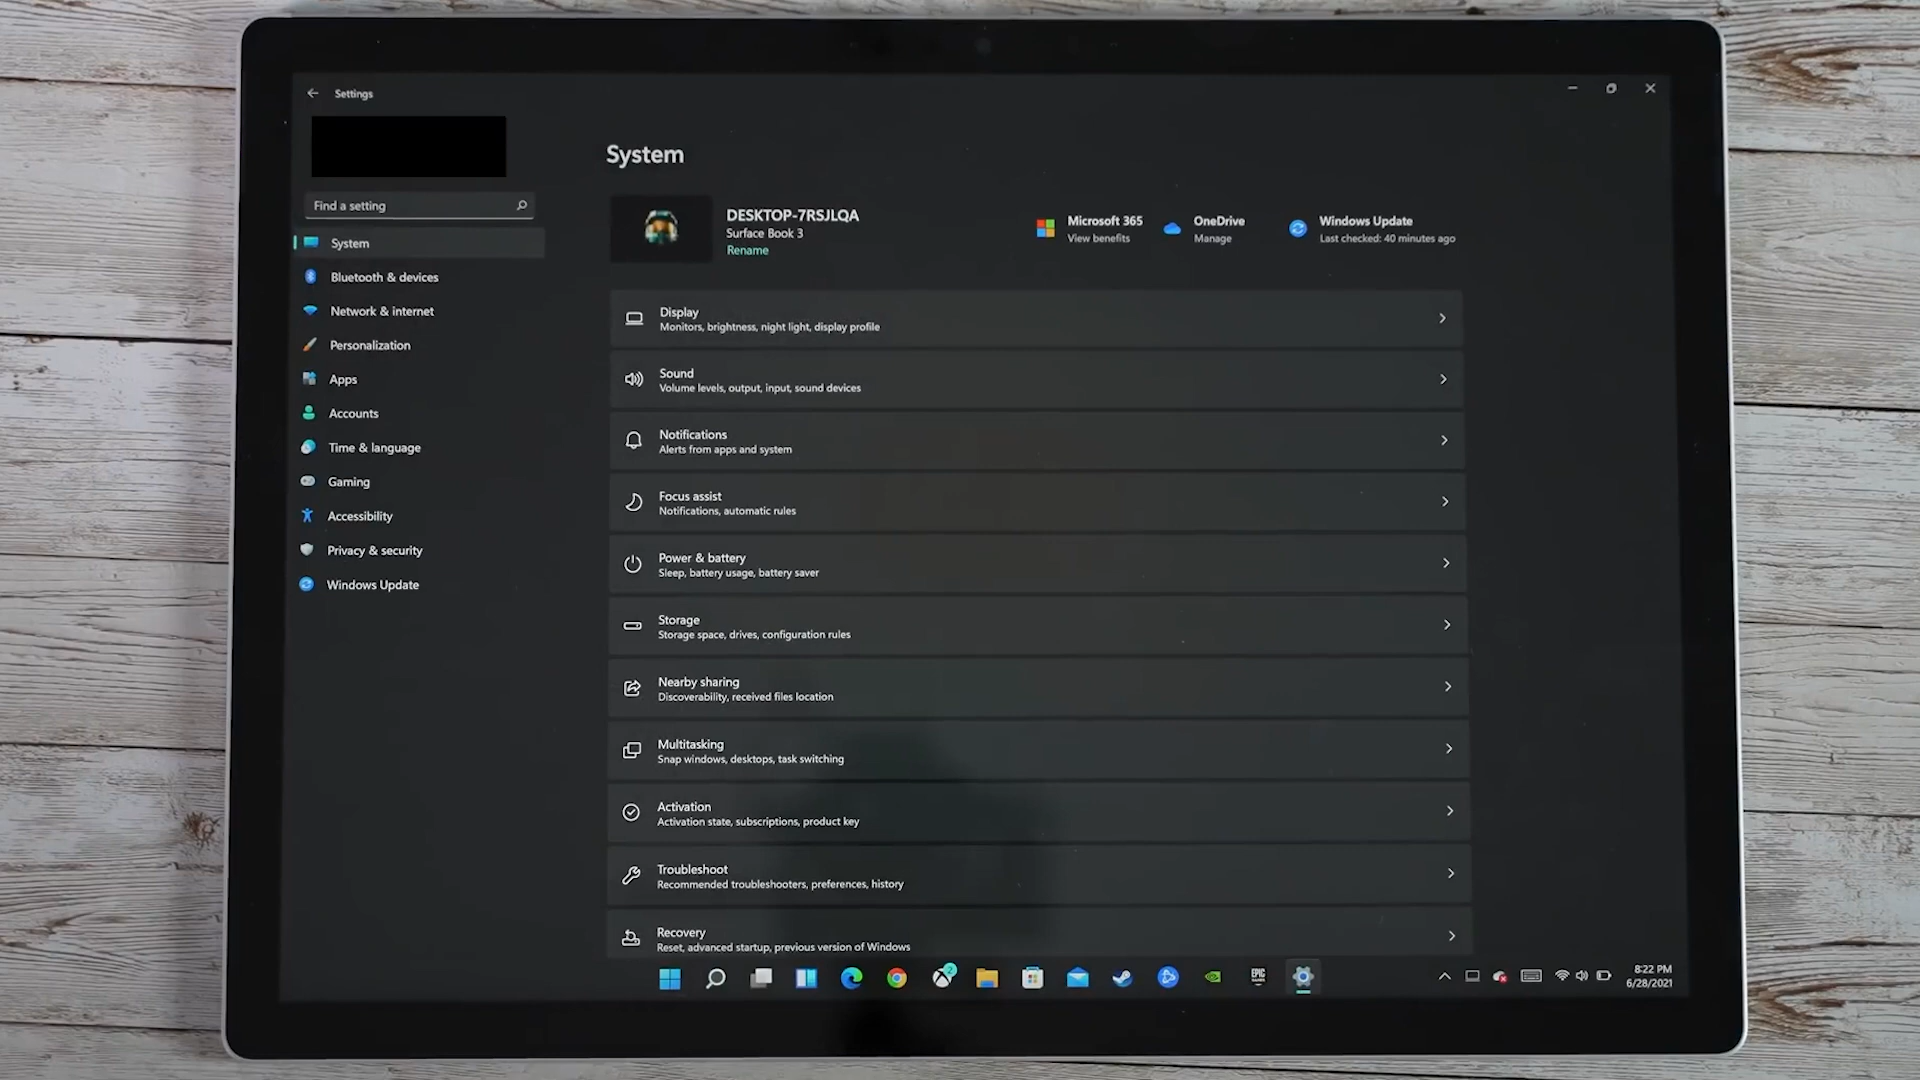 Settings
Find a setting
System
Bluetooth & devices
Network & internet
Personalization
Apps
Accounts
Time & language
Gaming
Accessibility
Privacy & security
Windows Update
System
DESKTOP-7RSJLQA
Surface Book 3
Rename
Microsoft 365
View benefits
OneDrive
Manage
Windows Update
Last checked: 40 minutes ago
Display
Monitors, brightness, night light, display profile
Sound
Volume levels, output, input, sound devices
Notifications
Alerts from apps and system
Focus assist
Notifications, automatic rules
Power & battery
Sleep, battery usage, battery saver
Storage
Storage space, drives, configuration rules
Nearby sharing
Discoverability, received files location
Multitasking
Snap windows, desktops, task switching
Activation
Activation state, subscriptions, product key
Troubleshoot
Recommended troubleshooters, preferences, history
Recovery
Reset, advanced startup, previous version of Windows
2
EPIC
8:22 PM
6/28/2021